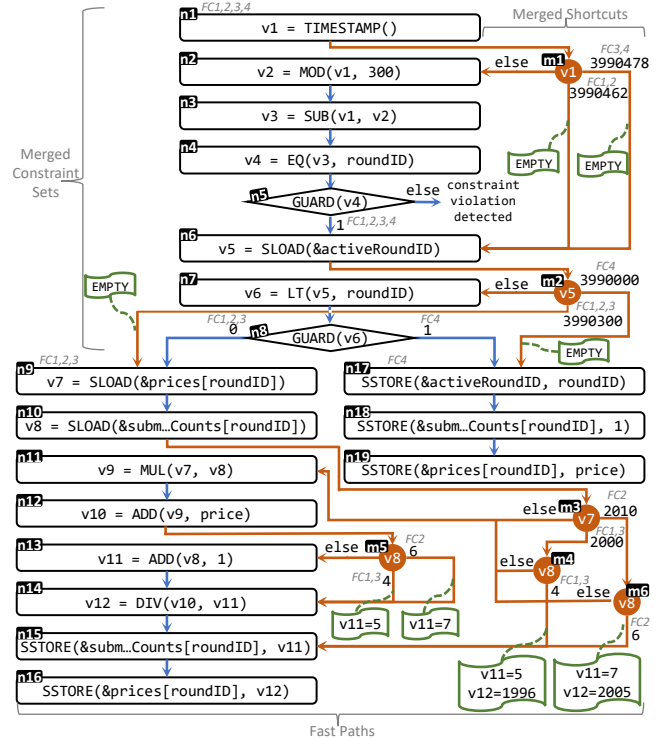 n1
FC1,2,3,4
v1 = TIMESTAMP()
Merged Shortcuts
n2
v2 = MOD(v1, 300)
else
m1
v1
FC3,4
3990478
FC1,2
3990462
n3
v3 = SUB(v1, v2)
n4
v4 = EQ(v3, roundID)
EMPTY
EMPTY
Merged
Constraint
Sets
n5
GUARD(v4)
else
constraint
violation
detected
1
FC1,2,3,4
n6
v5 = SLOAD(&activeRoundID)
n7
v6 = LT(v5, roundID)
else
m2
v5
FC4
3990000
FC1,2,3
3990300
EMPTY
FC1,2,3
0
n8
GUARD(v6)
FC4
1
EMPTY
n9
FC1,2,3
v7 = SLOAD(&prices[roundID])
FC4
n17
SSTORE(&activeRoundID, roundID)
n10
v8 = SLOAD(&subm…Counts[roundID])
n18
SSTORE(&subm…Counts[roundID], 1)
n11
v9 = MUL(v7, v8)
n19
SSTORE(&prices[roundID], price)
n12
v10 = ADD(v9, price)
else
m3
v7
FC2
2010
FC1,3
2000
n13
v11 = ADD(v8, 1)
else
m5
v8
FC2
6
FC1,3
4
else
m4
v8
FC1,3
4
else
m6
v8
FC2
6
n14
v12 = DIV(v10, v11)
v11=5
v11=7
n15
SSTORE(&subm…Counts[roundID], v11)
n16
SSTORE(&prices[roundID], v12)
v11=5
v12=1996
v11=7
v12=2005
Fast Paths